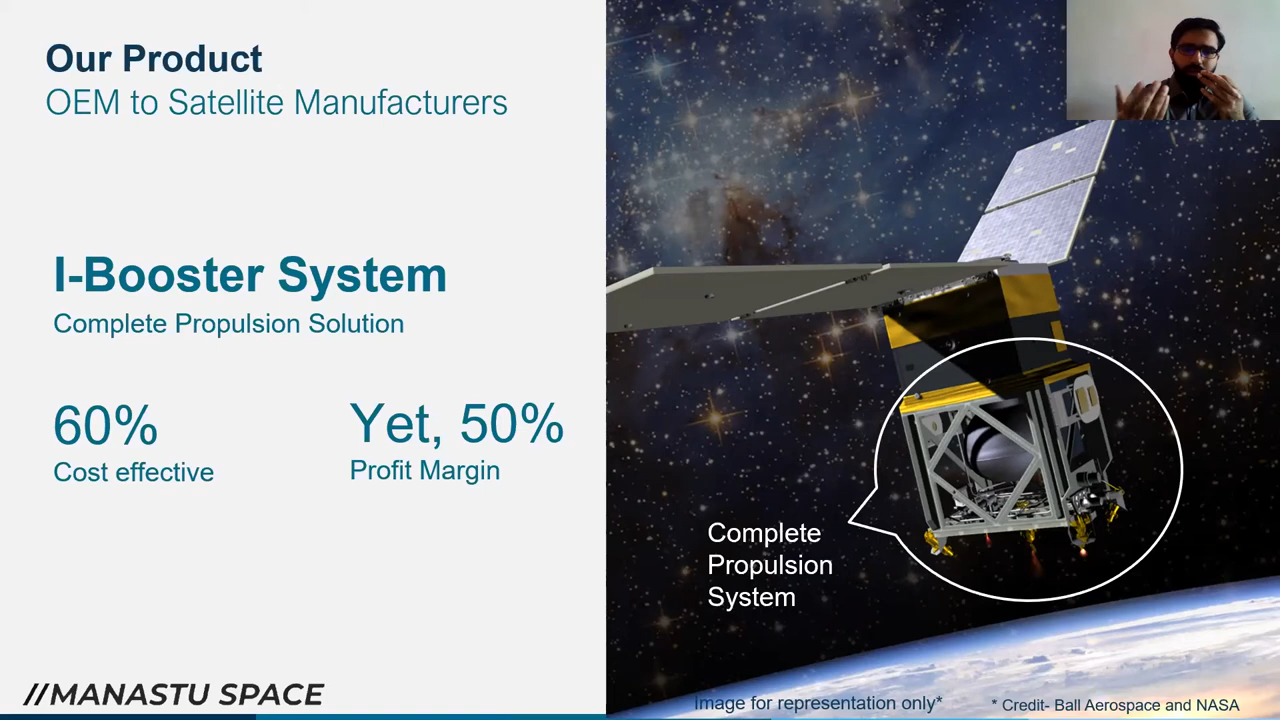 Our Product
OEM to Satellite Manufacturers
I-Booster System
Complete Propulsion Solution
60%
Cost effective
Yet, 50%
Profit Margin
Complete
Propulsion
System
//MANASTU SPACE
Image for representation only*
* Credit- Ball Aerospace and NASA